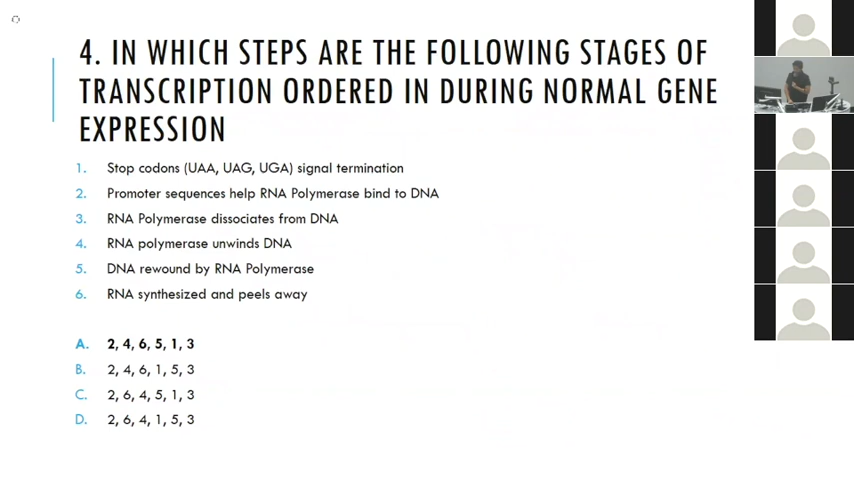 4. IN WHICH STEPS ARE THE FOLLOWING STAGES OF
TRANSCRIPTION ORDERED IN DURING NORMAL GENE
EXPRESSION
1. Stop codons (UAA, UAG, UGA) signal termination
2. Promoter sequences help RNA Polymerase bind to DNA
3. RNA Polymerase dissociates from DNA
4. RNA polymerase unwinds DNA
5. DNA rewound by RNA Polymerase
6. RNA synthesized and peels away
A. 2, 4, 6, 5, 1, 3
B. 2, 4, 6, 1, 5, 3
C. 2, 6, 4, 5, 1, 3
D. 2, 6, 4, 1, 5, 3